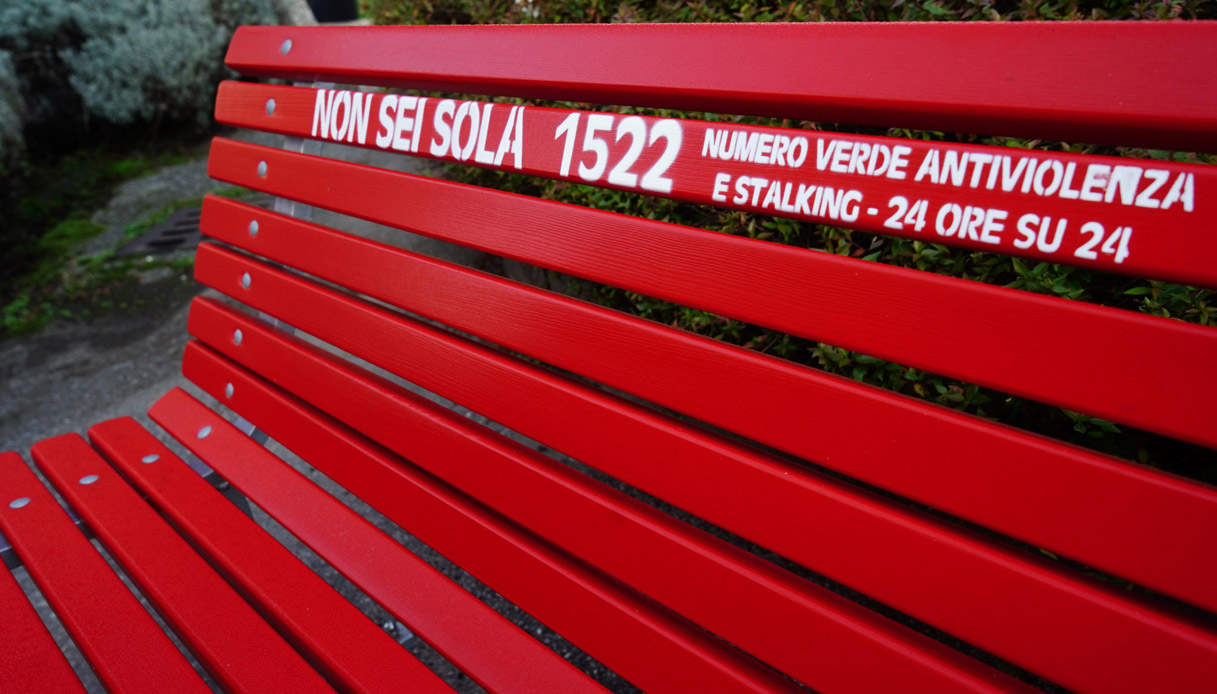 NON SEI SOLA 1522
NUMERO VERDE ANTIVIOLENZA
E STALKING - 24 ORE SU 24